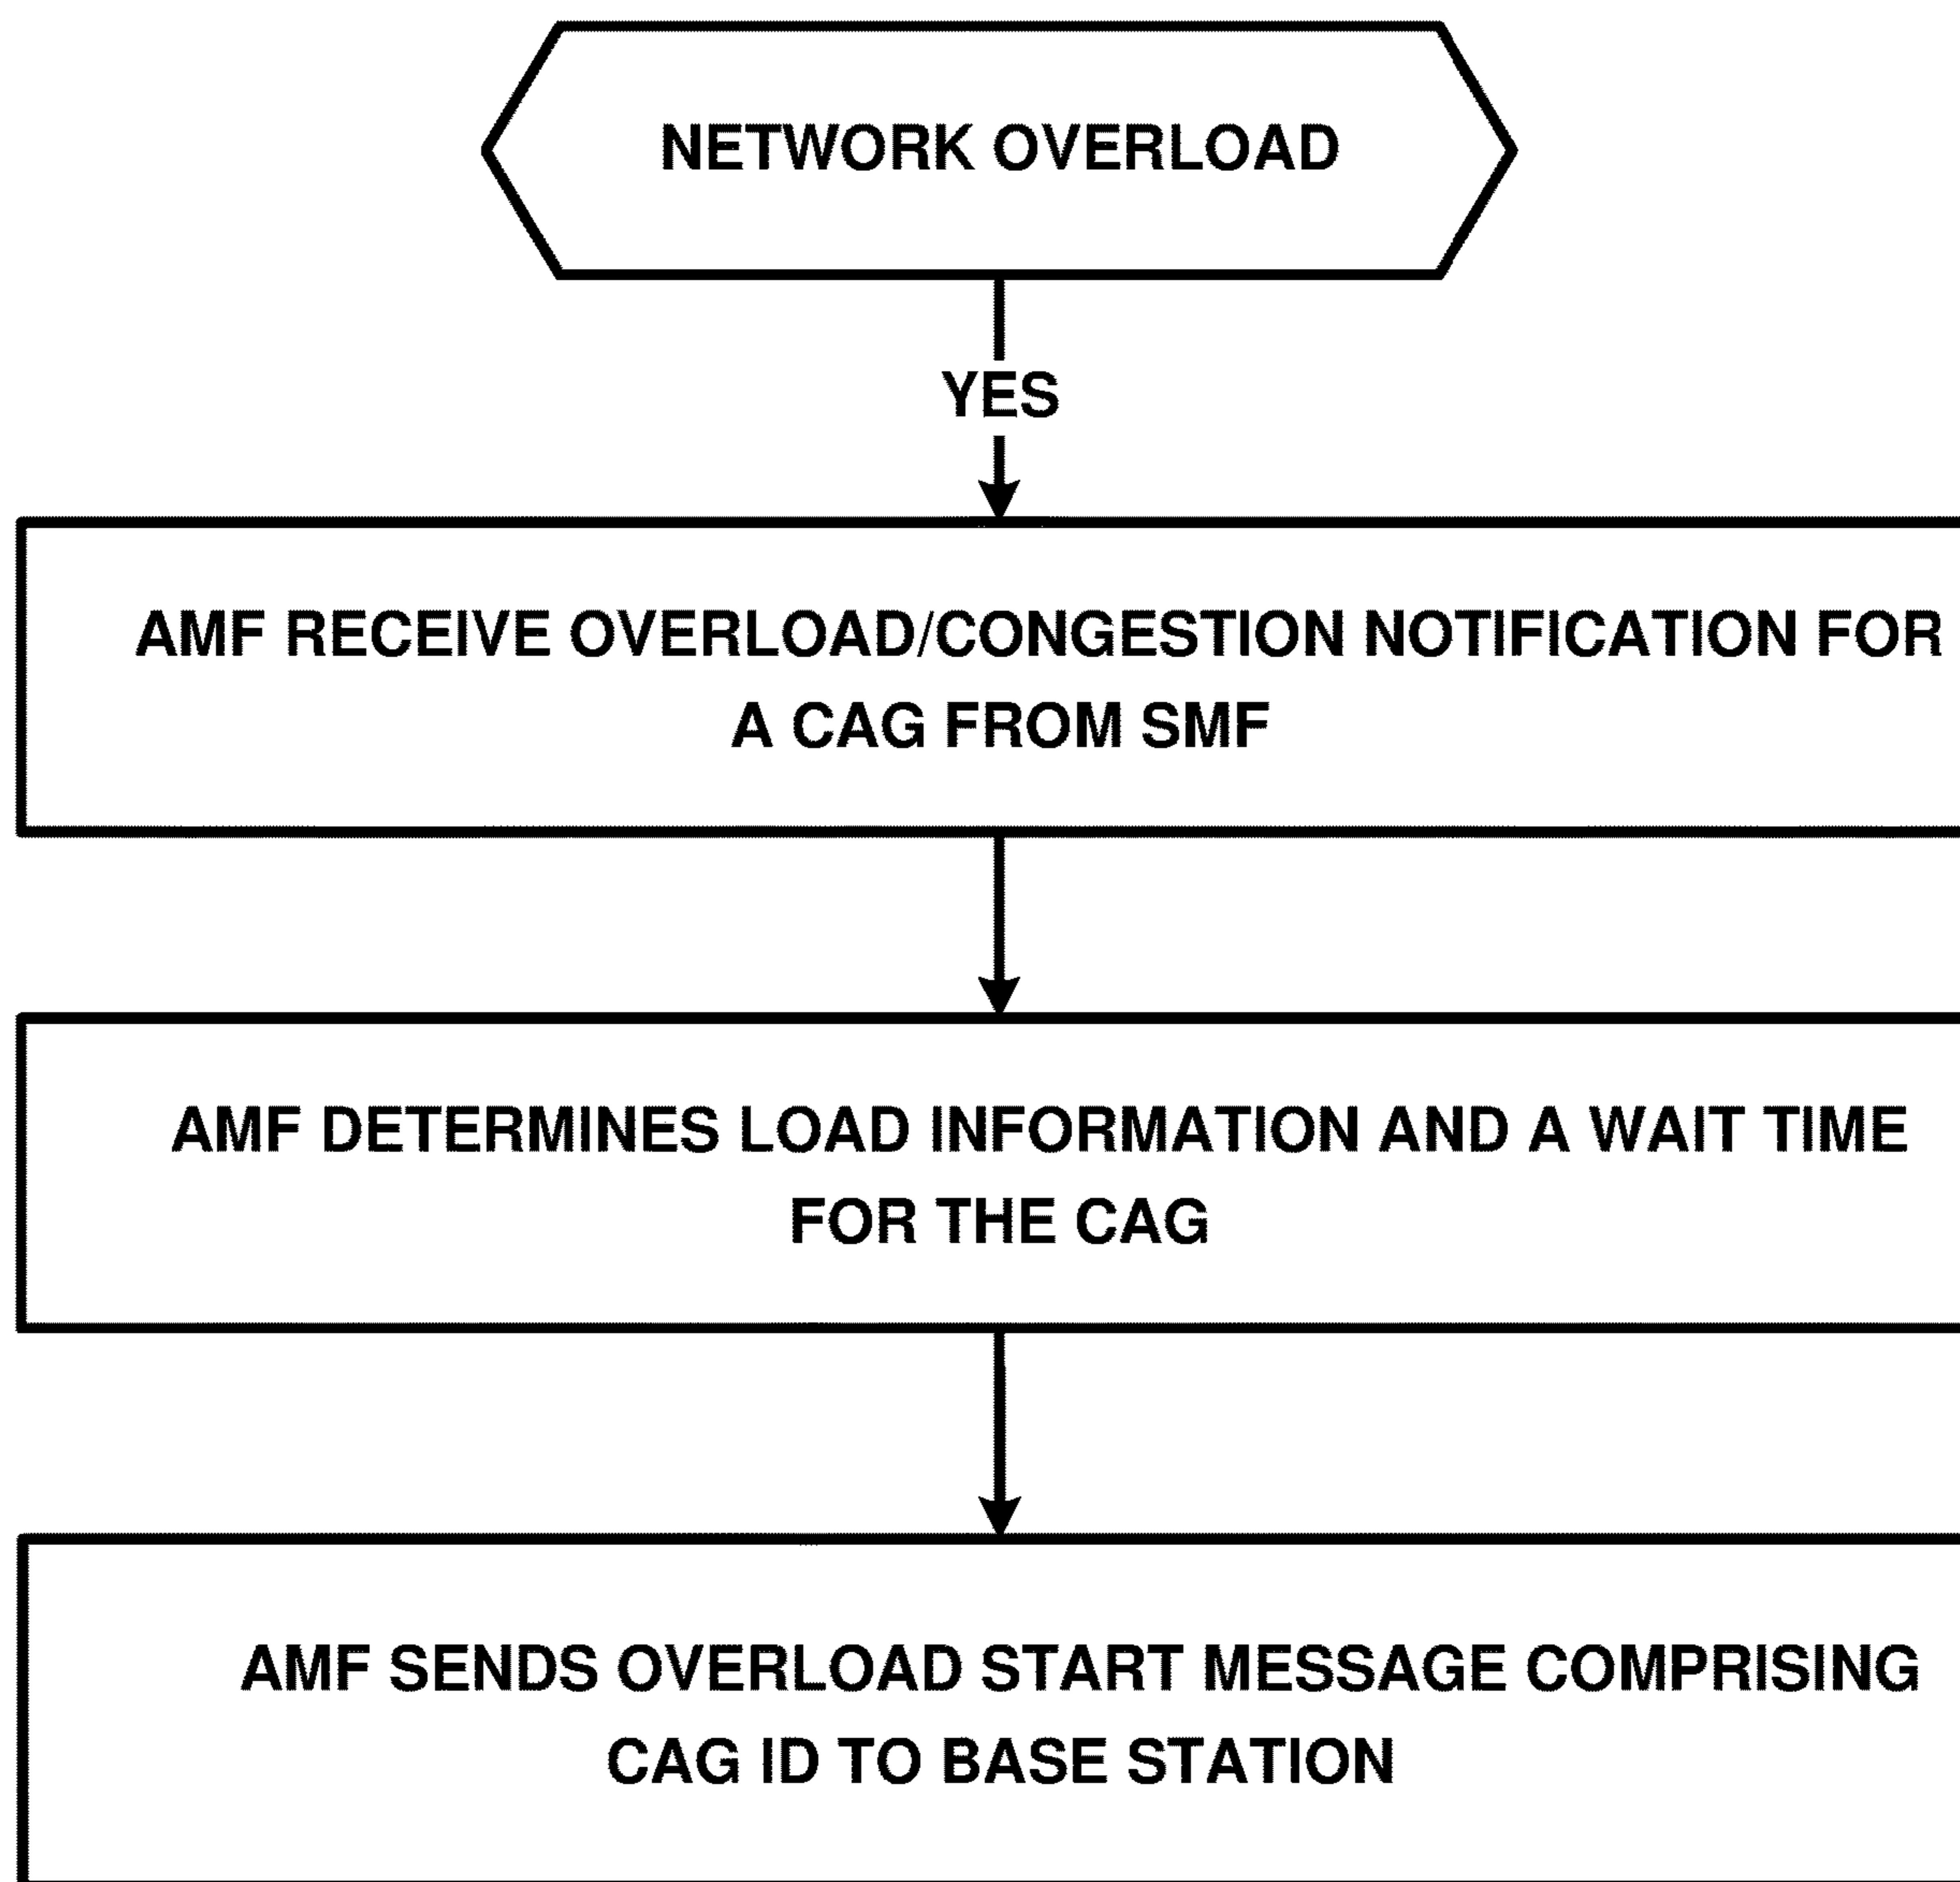 NETWORK OVERLOAD
YES
AMF RECEIVE OVERLOAD/CONGESTION NOTIFICATION FOR
A CAG FROM SMF
AMF DETERMINES LOAD INFORMATION AND A WAIT TIME
FOR THE CAG
AMF SENDS OVERLOAD START MESSAGE COMPRISING
CAG ID TO BASE STATION